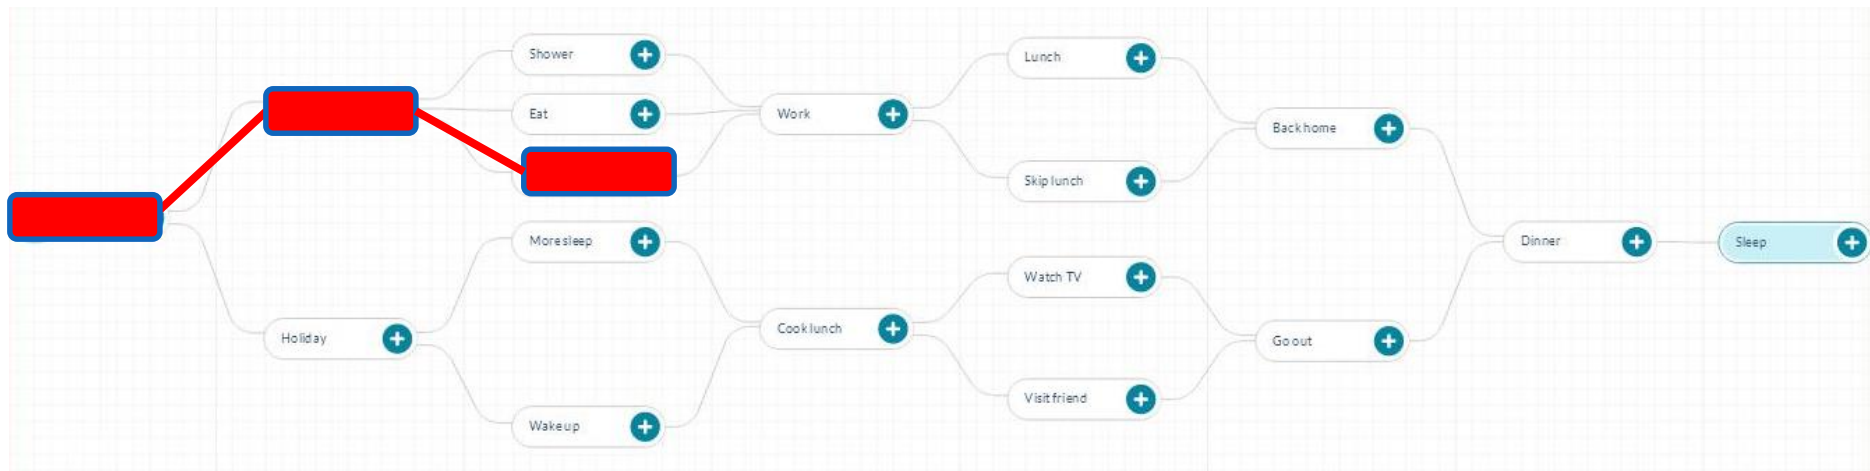 Shower
Eat
Work
Lunch
Skip lunch
Back home
More sleep
Holiday
Wake up
Cook lunch
Watch TV
Visit friend
Go out
Dinner
Sleep